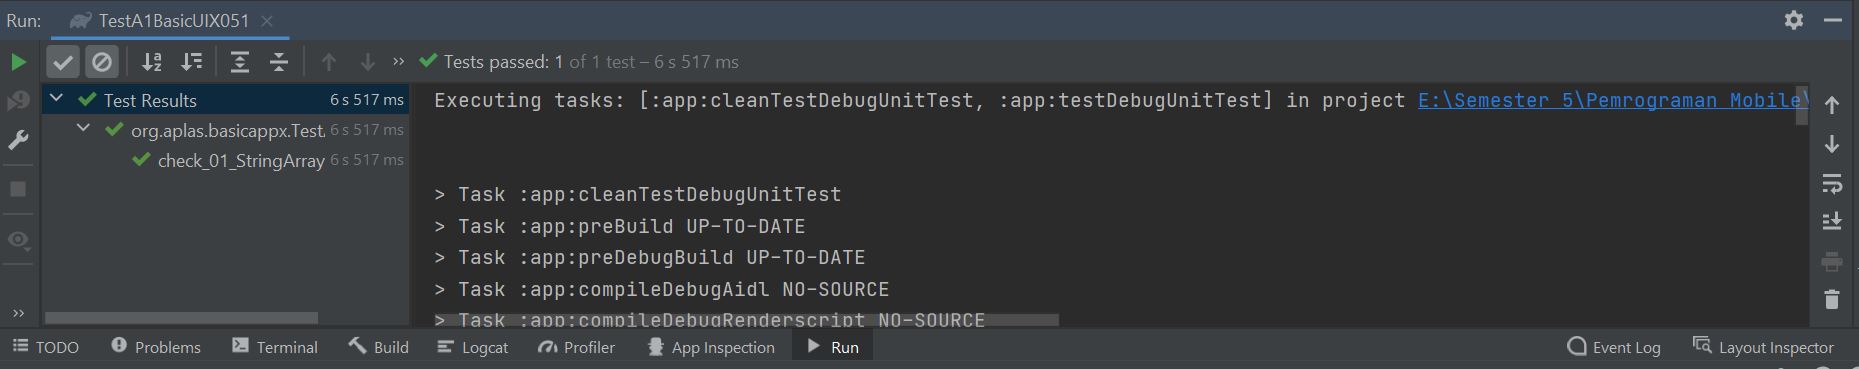 Run: TestA1BasicUIX051
Tests passed: 1 of 1 test – 6 s 517 ms
Test Results 6 s 517 ms
org.aplas.basicappx.Test 6 s 517 ms
check_01_StringArray 6 s 517 ms
Executing tasks: [:app:cleanTestDebugUnitTest, :app:testDebugUnitTest] in project E:\Semester 5\Pemrograman Mobile\
> Task :app:cleanTestDebugUnitTest
> Task :app:preBuild UP-TO-DATE
> Task :app:preDebugBuild UP-TO-DATE
> Task :app:compileDebugAidl NO-SOURCE
> Task :app:compileDebugRenderscript NO-SOURCE
TODO Problems Terminal Build Logcat Profiler App Inspection Run Event Log Layout Inspector